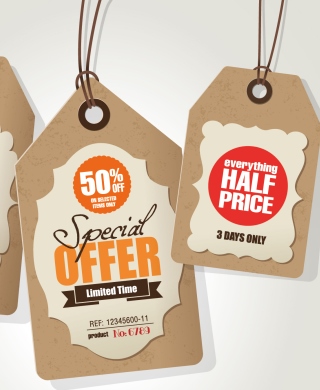 50%
OFF
ON SELECTED
ITEMS ONLY
Special
OFFER
Limited Time
REF: 12345600-11
product No: 6789
everything
HALF
PRICE
3 DAYS ONLY